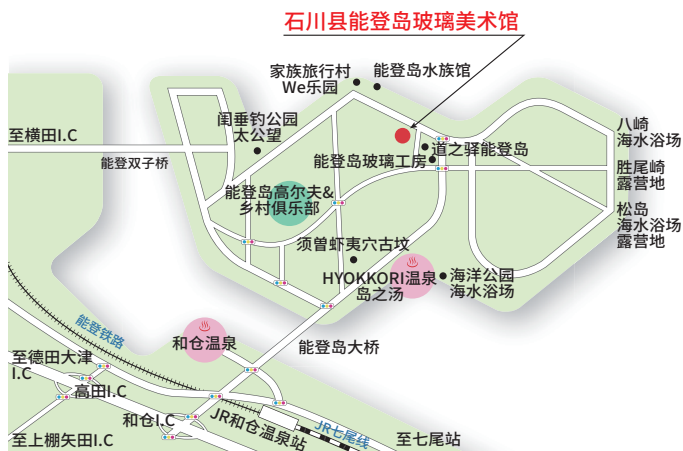 石川县能登岛玻璃美术馆
家族旅行村
We乐园
能登岛水族馆
闺垂钓公园
太公望
至横田I.C
能登双子桥
道之驿能登岛
能登岛玻璃工房
八崎
海水浴场
胜尾崎
露营地
松岛
海水浴场
露营地
能登岛高尔夫&
乡村俱乐部
须曽虾夷穴古坟
HYOKKORI温泉
岛之汤
海洋公园
海水浴场
能登铁路
和仓温泉
能登岛大桥
至德田大津
I.C
高田I.C
和仓I.C
JR和仓温泉站
JR七尾线
至七尾站
至上棚矢田I.C